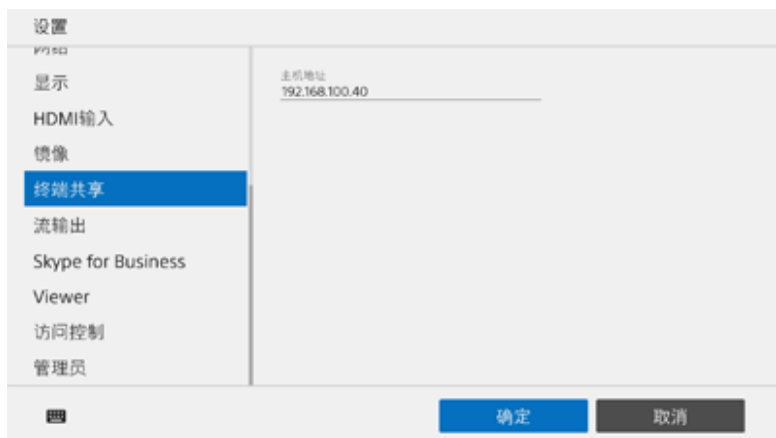 设置
网络
显示
HDMI输入
镜像
终端共享
流输出
Skype for Business
Viewer
访问控制
管理员
主机地址
192.168.100.40
确定
取消